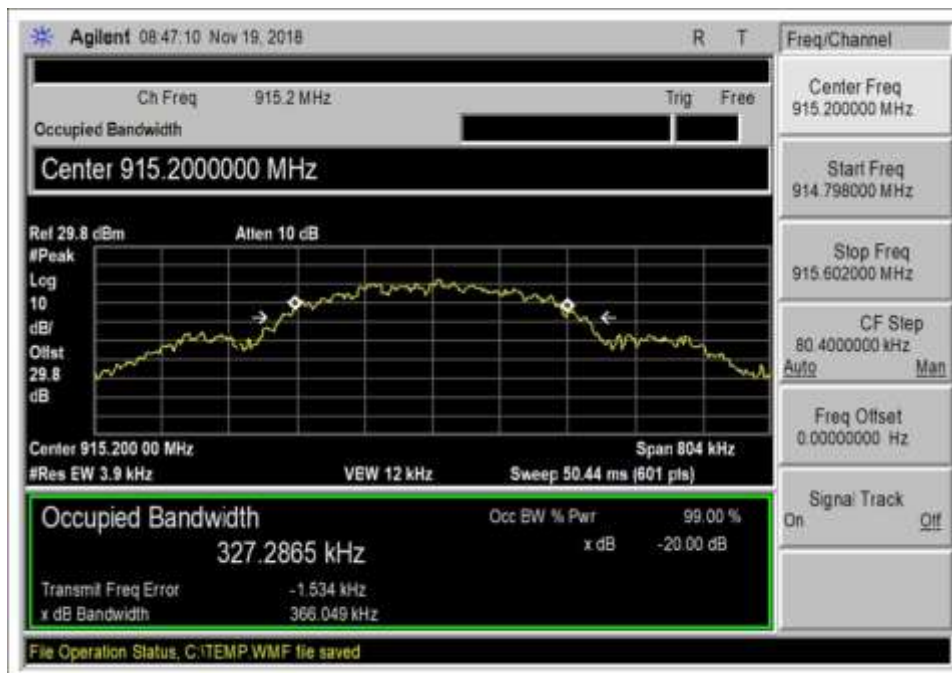 Agilent 08:47:10 Nov 19, 2018 R T
Ch Freq 915.2 MHz Trig Free
Occupied Bandwidth
Center 915.2000000 MHz
Ref 29.8 dBm Atten 10 dB
#Peak
Log
10
dB/
Offst
29.8
dB
Center 915.200 00 MHz Span 804 kHz
#Res BW 3.9 kHz VBW 12 kHz Sweep 50.44 ms (601 pts)
Occupied Bandwidth Occ BW % Pwr 99.00 %
327.2865 kHz x dB -20.00 dB
Transmit Freq Error -1.534 kHz
x dB Bandwidth 366.049 kHz
File Operation Status, C:\TEMP.WMF file saved
Freq/Channel
Center Freq
915.200000 MHz
Start Freq
914.798000 MHz
Stop Freq
915.602000 MHz
CF Step
80.4000000 kHz
Auto Man
Freq Offset
0.00000000 Hz
Signal Track
On Off